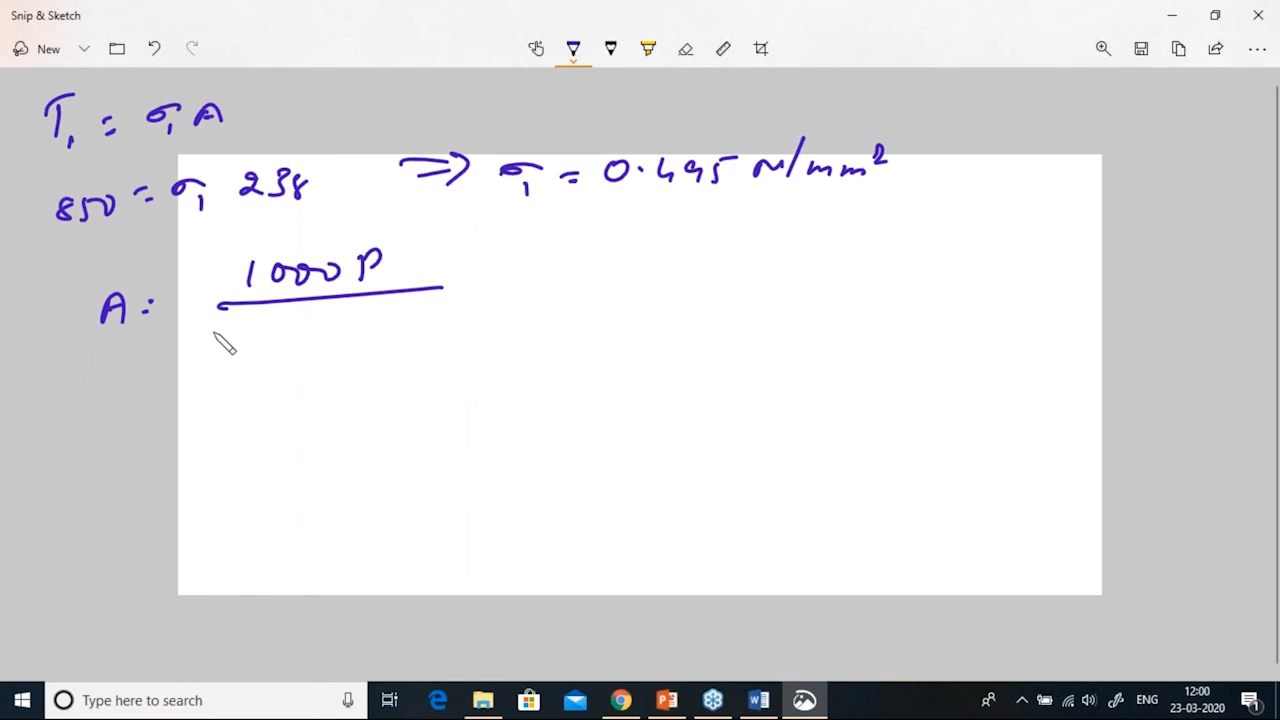 Snip & Sketch
New
T₁ = σ₁ A
850 = σ₁ 238 ⇒ σ₁ = 0.495 N/mm²
1000 P
A =
Type here to search
ENG
12:00
23-03-2020